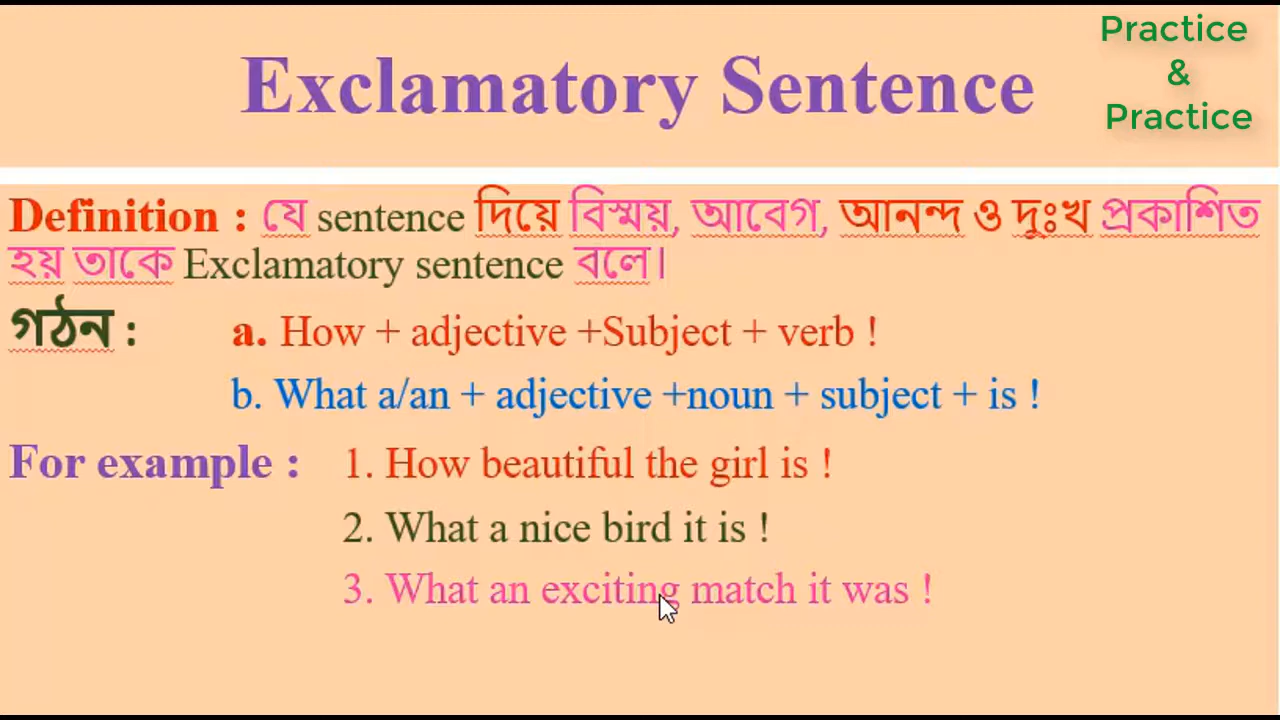 Exclamatory Sentence
Practice
&
Practice
Definition : যে sentence দিয়ে বিস্ময়, আবেগ, আনন্দ ও দুঃখ প্রকাশিত
হয় তাকে Exclamatory sentence বলে।
গঠন : a. How + adjective +Subject + verb !
b. What a/an + adjective +noun + subject + is !
For example : 1. How beautiful the girl is !
2. What a nice bird it is !
3. What an exciting match it was !